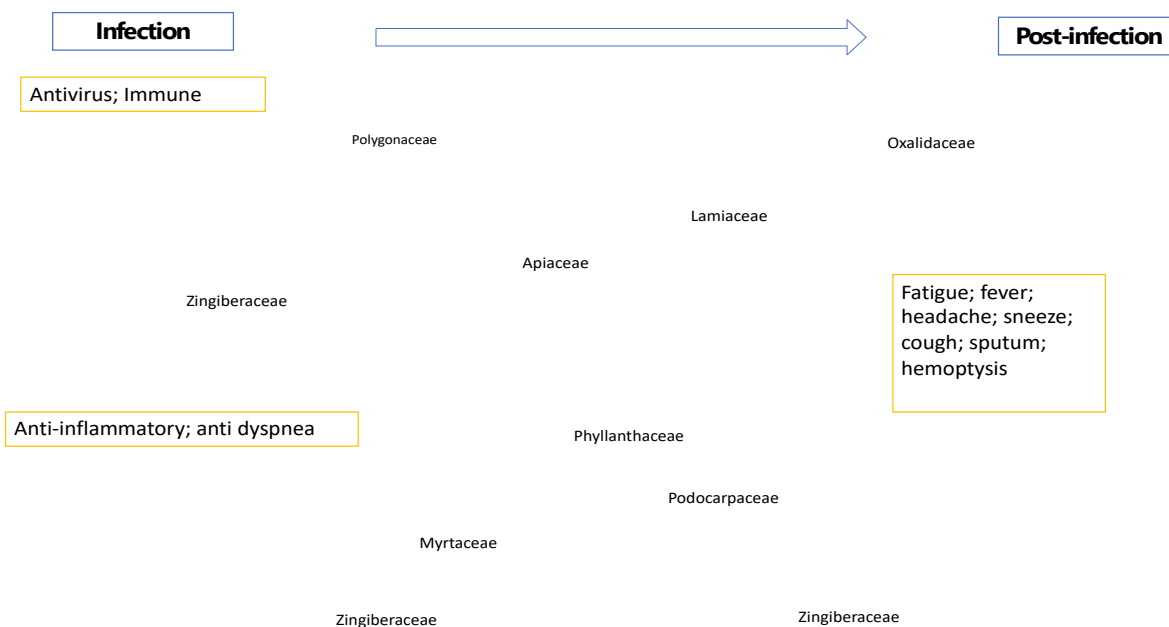 Infection
Post-infection
Antivirus; Immune
Polygonaceae
Oxalidaceae
Lamiaceae
Apiaceae
Zingiberaceae
Fatigue; fever;
headache; sneeze;
cough; sputum;
hemoptysis
Anti-inflammatory; anti dyspnea
Phyllanthaceae
Podocarpaceae
Myrtaceae
Zingiberaceae
Zingiberaceae